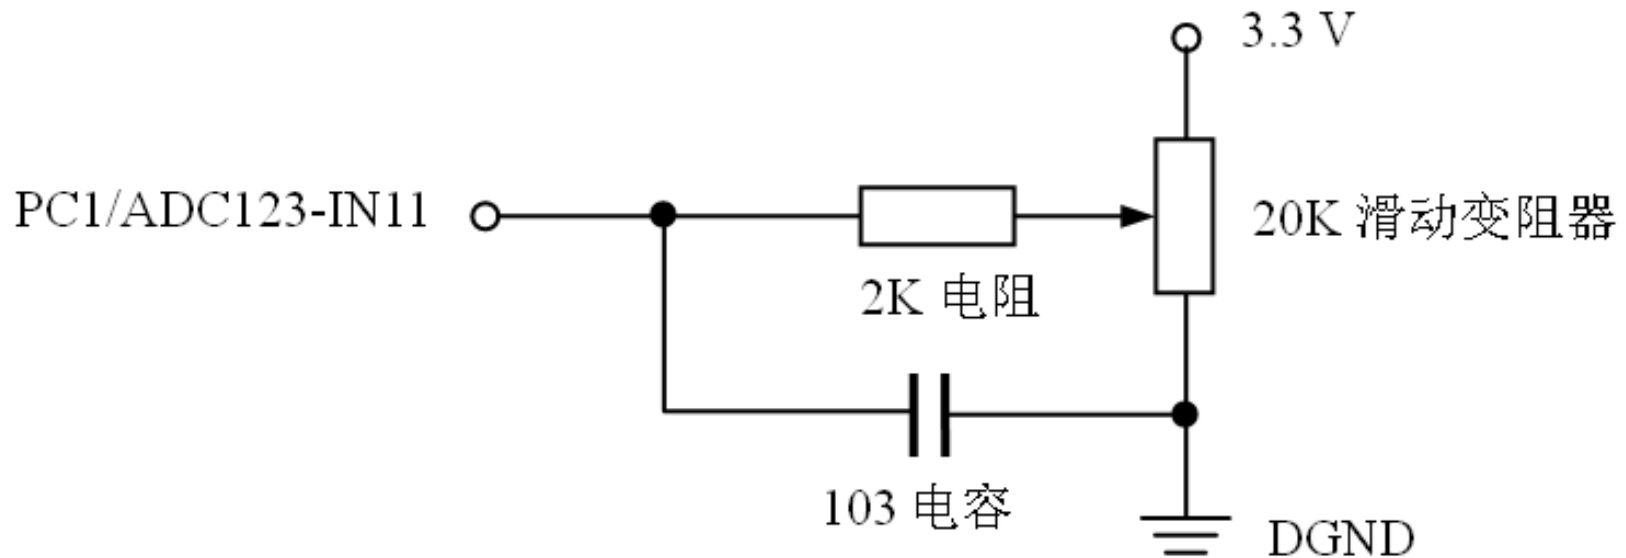 3.3 V
PC1/ADC123-IN11
20K 滑动变阻器
2K 电阻
103 电容
DGND